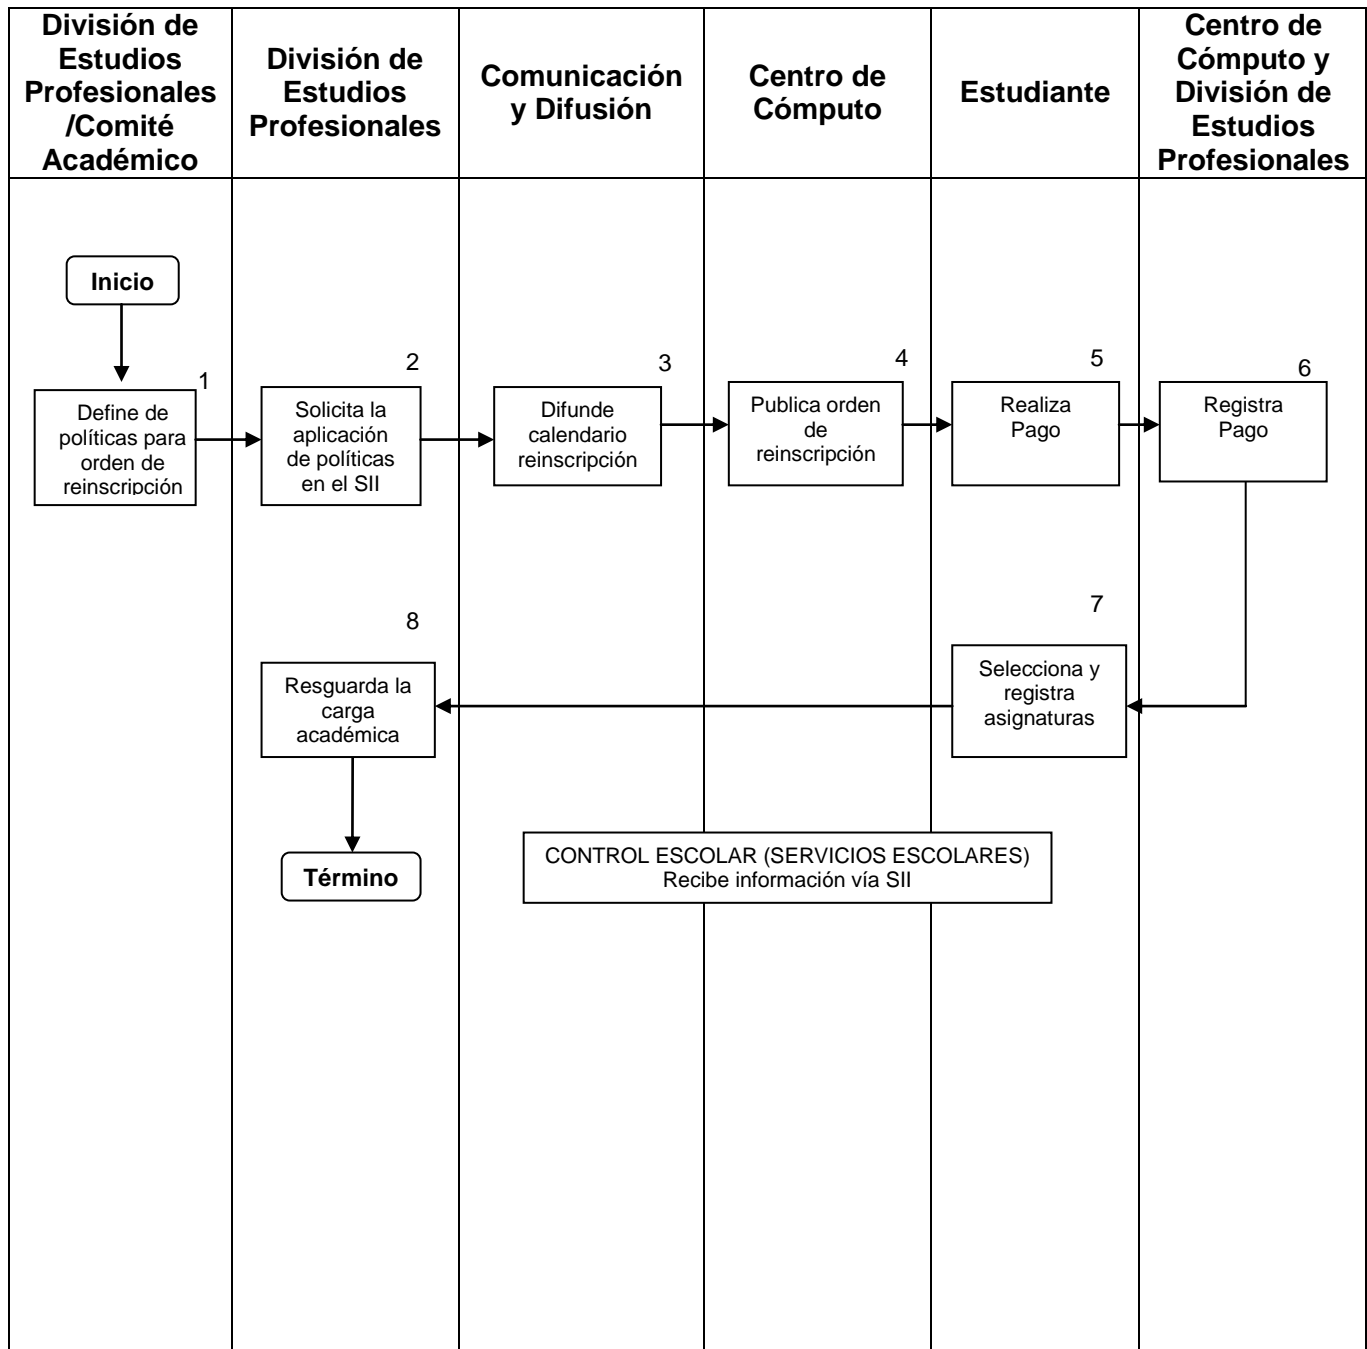 División de
Estudios
Profesionales
/Comité
Académico
División de
Estudios
Profesionales
Comunicación
y Difusión
Centro de
Cómputo
Estudiante
Centro de
Cómputo y
División de
Estudios
Profesionales
Inicio
1
Define de
políticas para
orden de
reinscripción
2
Solicita la
aplicación
de políticas
en el SII
3
Difunde
calendario
reinscripción
4
Publica orden
de
reinscripción
5
Realiza
Pago
6
Registra
Pago
7
Selecciona y
registra
asignaturas
8
Resguarda la
carga
académica
Término
CONTROL ESCOLAR (SERVICIOS ESCOLARES)
Recibe información vía SII